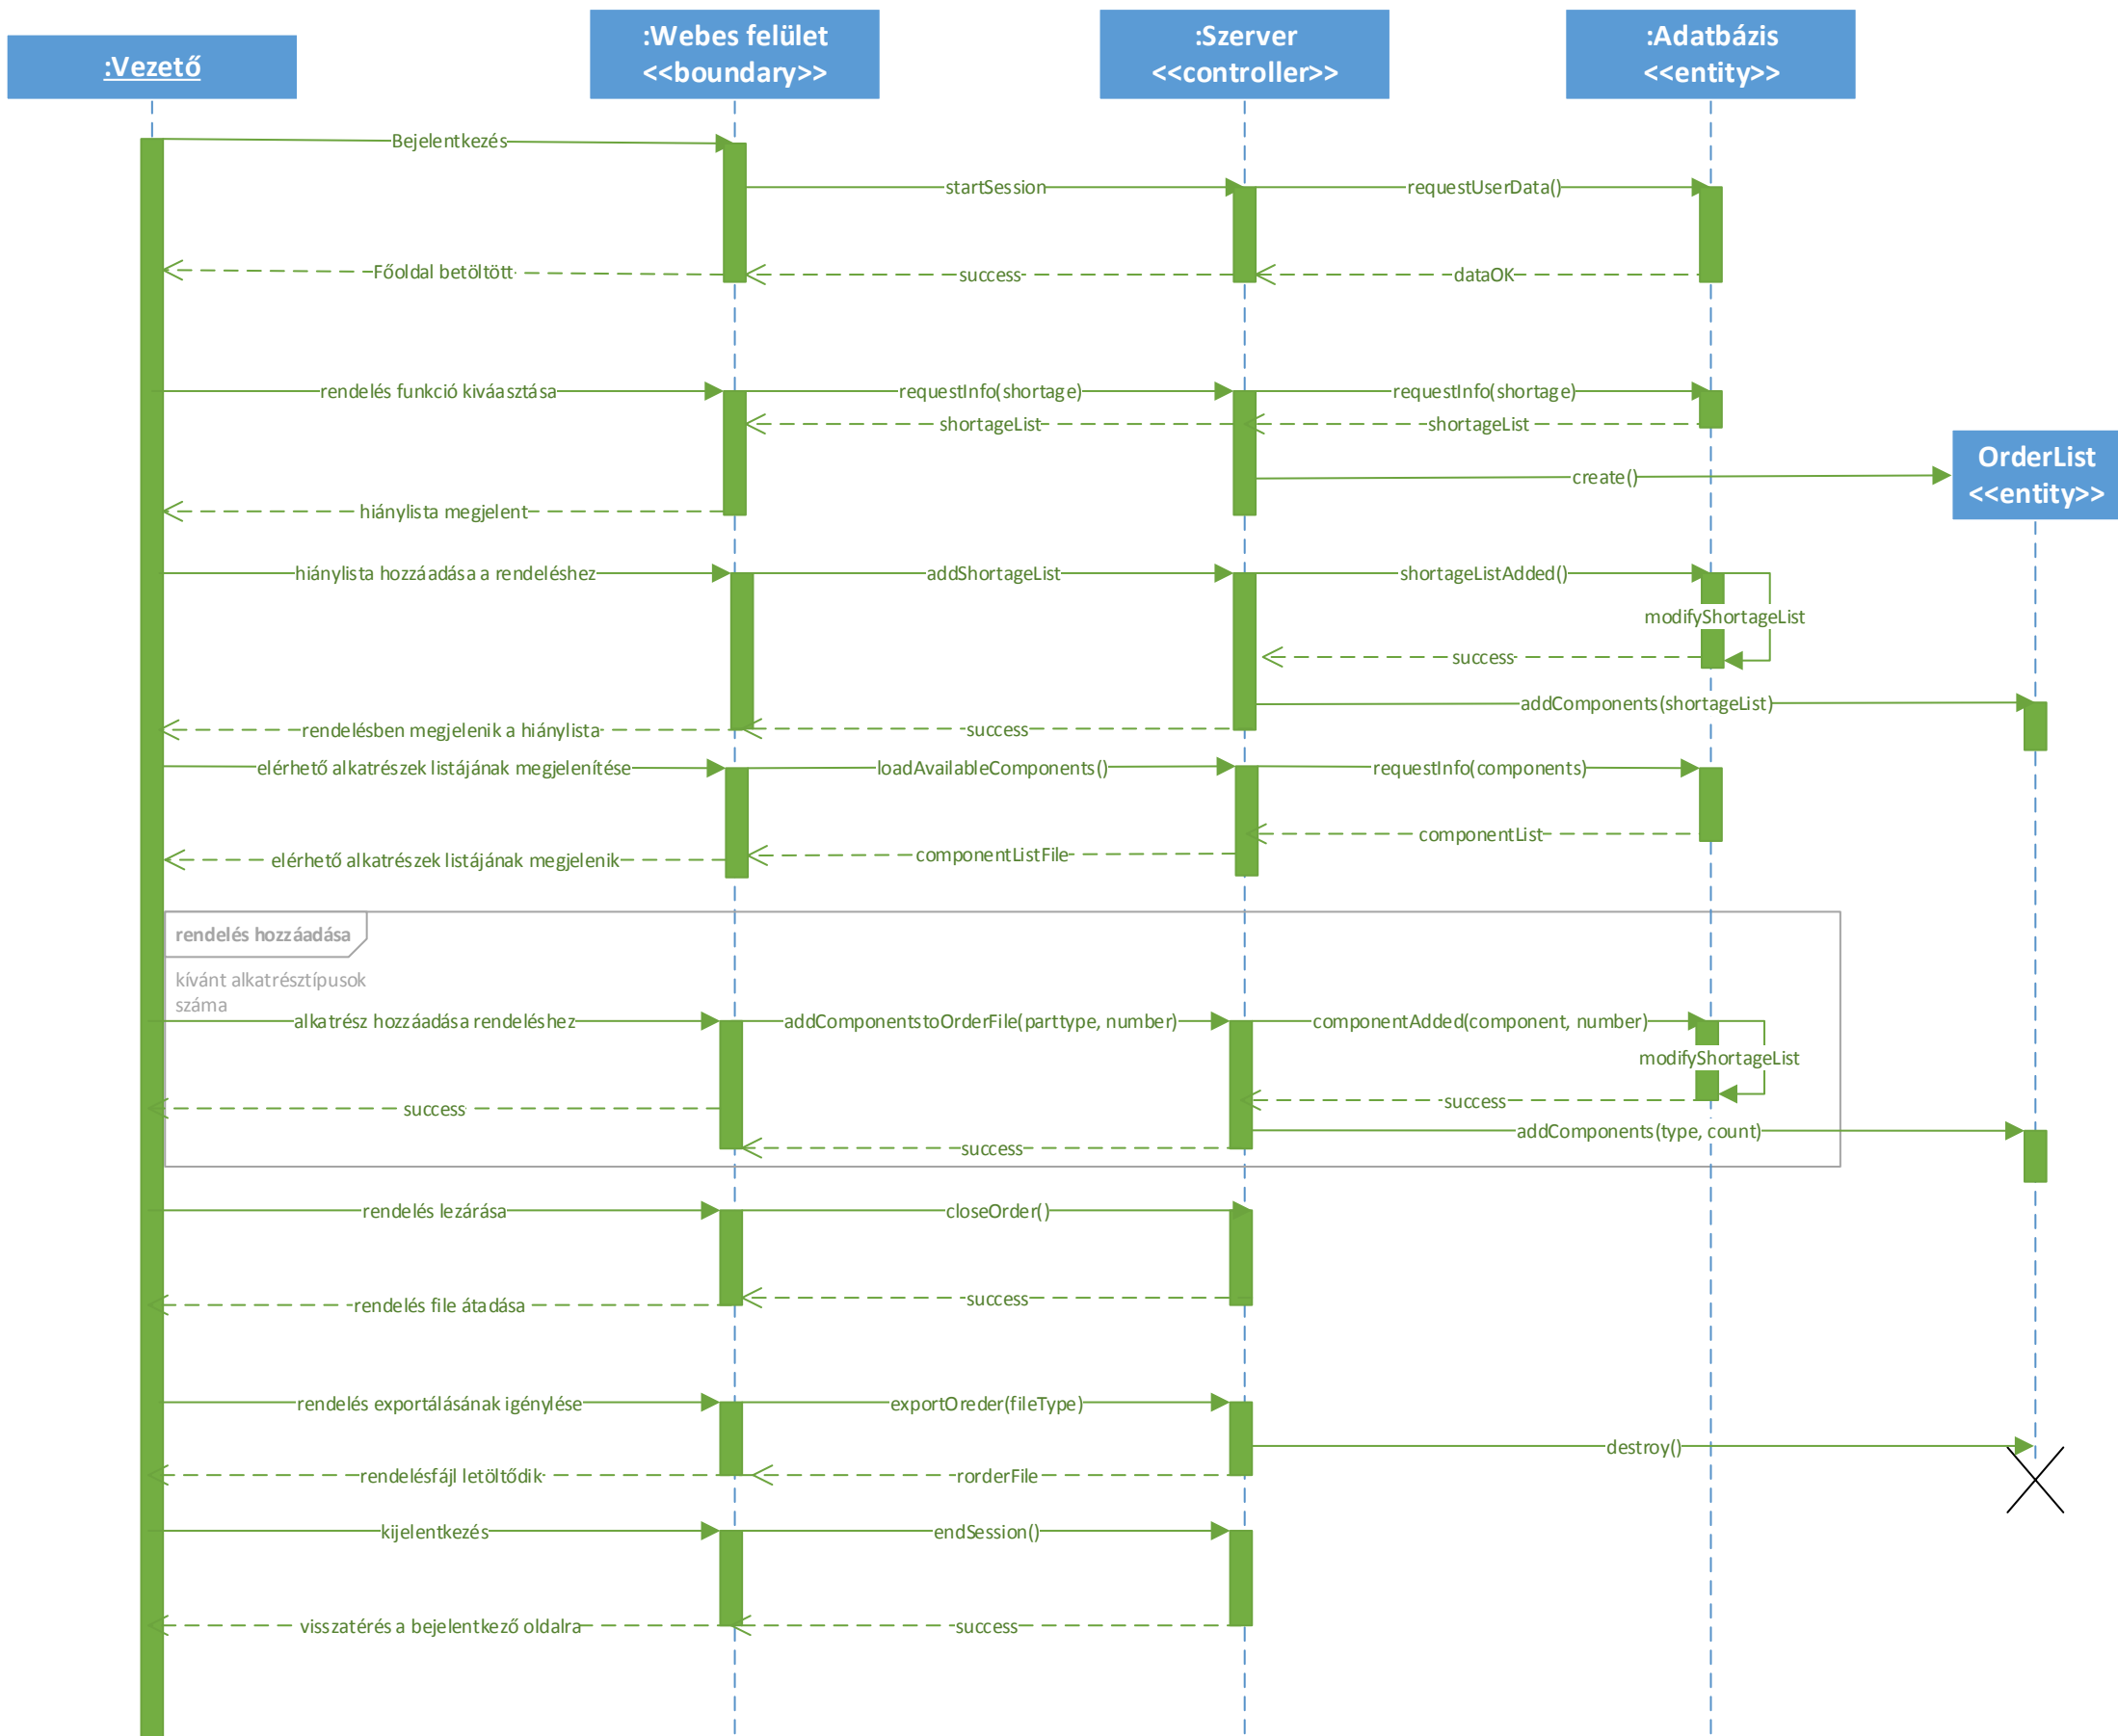 :Vezető
:Webes felület
<<boundary>>
:Szerver
<<controller>>
:Adatbázis
<<entity>>
Bejelentkezés
startSession
requestUserData()
Főoldal betöltött
success
dataOK
rendelés funkció kiváasztása
requestInfo(shortage)
requestInfo(shortage)
shortageList
shortageList
OrderList
<<entity>>
create()
hiánylista megjelent
hiánylista hozzáadása a rendeléshez
addShortageList
shortageListAdded()
modifyShortageList
success
addComponents(shortageList)
rendelésben megjelenik a hiánylista
success
elérhető alkatrészek listájának megjelenítése
loadAvailableComponents()
requestInfo(components)
componentList
componentListFile
elérhető alkatrészek listájának megjelenik
rendelés hozzáadása
kívánt alkatrésztípusok
száma
alkatrész hozzáadása rendeléshez
addComponentstoOrderFile(parttype, number)
componentAdded(component, number)
modifyShortageList
success
success
addComponents(type, count)
success
rendelés lezárása
closeOrder()
success
rendelés file átadása
rendelés exportálásának igénylése
exportOreder(fileType)
destroy()
rendelésfájl letöltődik
rorderFile
kijelentkezés
endSession()
visszatérés a bejelentkező oldalra
success